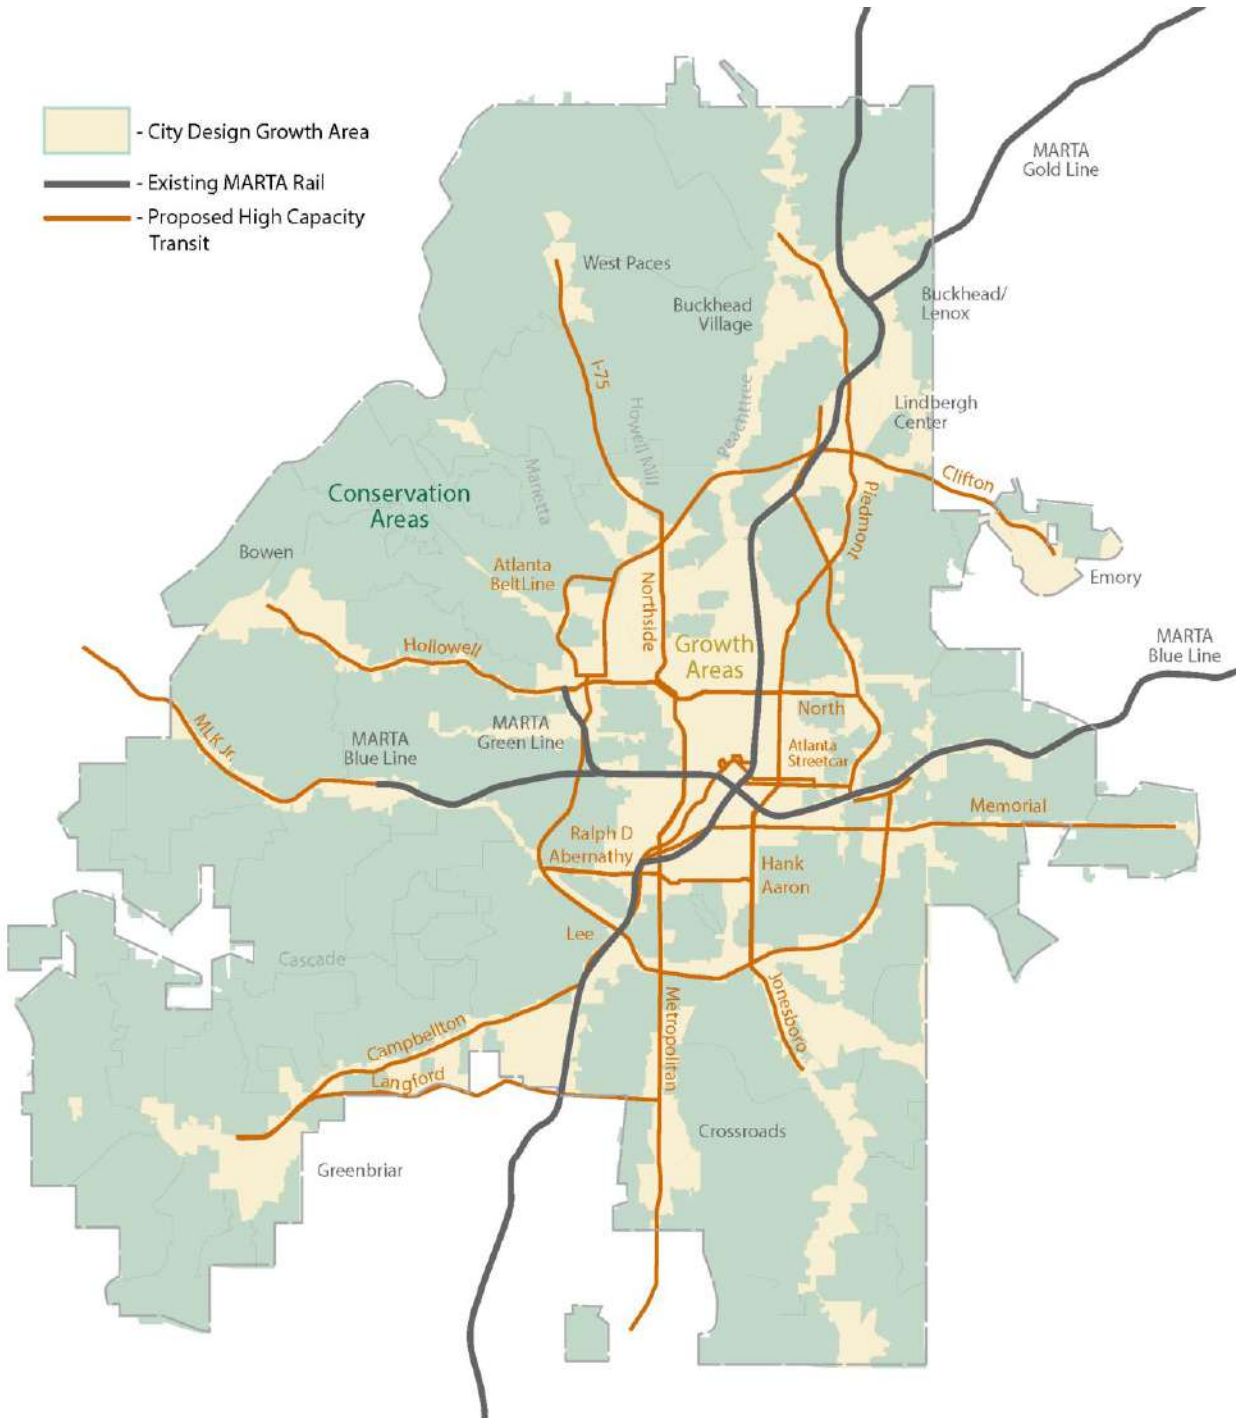 - City Design Growth Area
- Existing MARTA Rail
- Proposed High Capacity
Transit
MARTA
Gold Line
West Paces
Buckhead
Village
Buckhead/
Lenox
I-75
Howell Mill
Peachtree
Lindbergh
Center
Marietta
Conservation
Areas
Clifton
Piedmont
Bowen
Atlanta
BeltLine
Northside
Emory
Hollowell
Growth
Areas
MARTA
Blue Line
MLK Jr.
MARTA
Blue Line
MARTA
Green Line
North
Atlanta
Streetcar
Memorial
Ralph D
Abernathy
Hank
Aaron
Lee
Cascade
Metropolitan
Jonesboro
Campbellton
Langford
Crossroads
Greenbriar